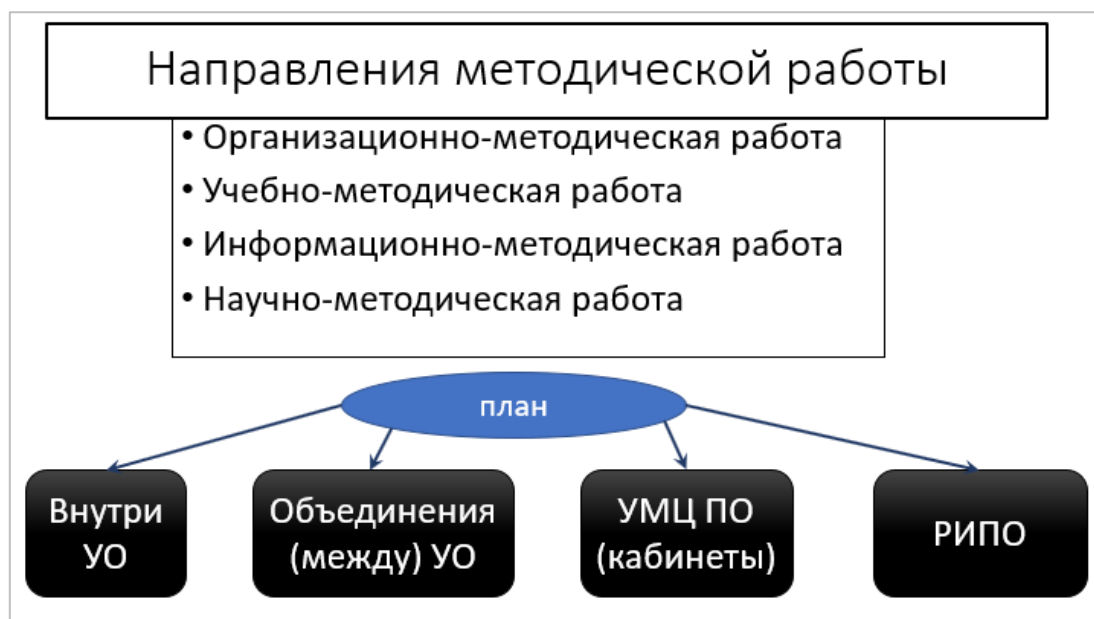 Направления методической работы
• Организационно-методическая работа
• Учебно-методическая работа
• Информационно-методическая работа
• Научно-методическая работа
план
Внутри
УО
Объединения
(между) УО
УМЦ ПО
(кабинеты)
РИПО